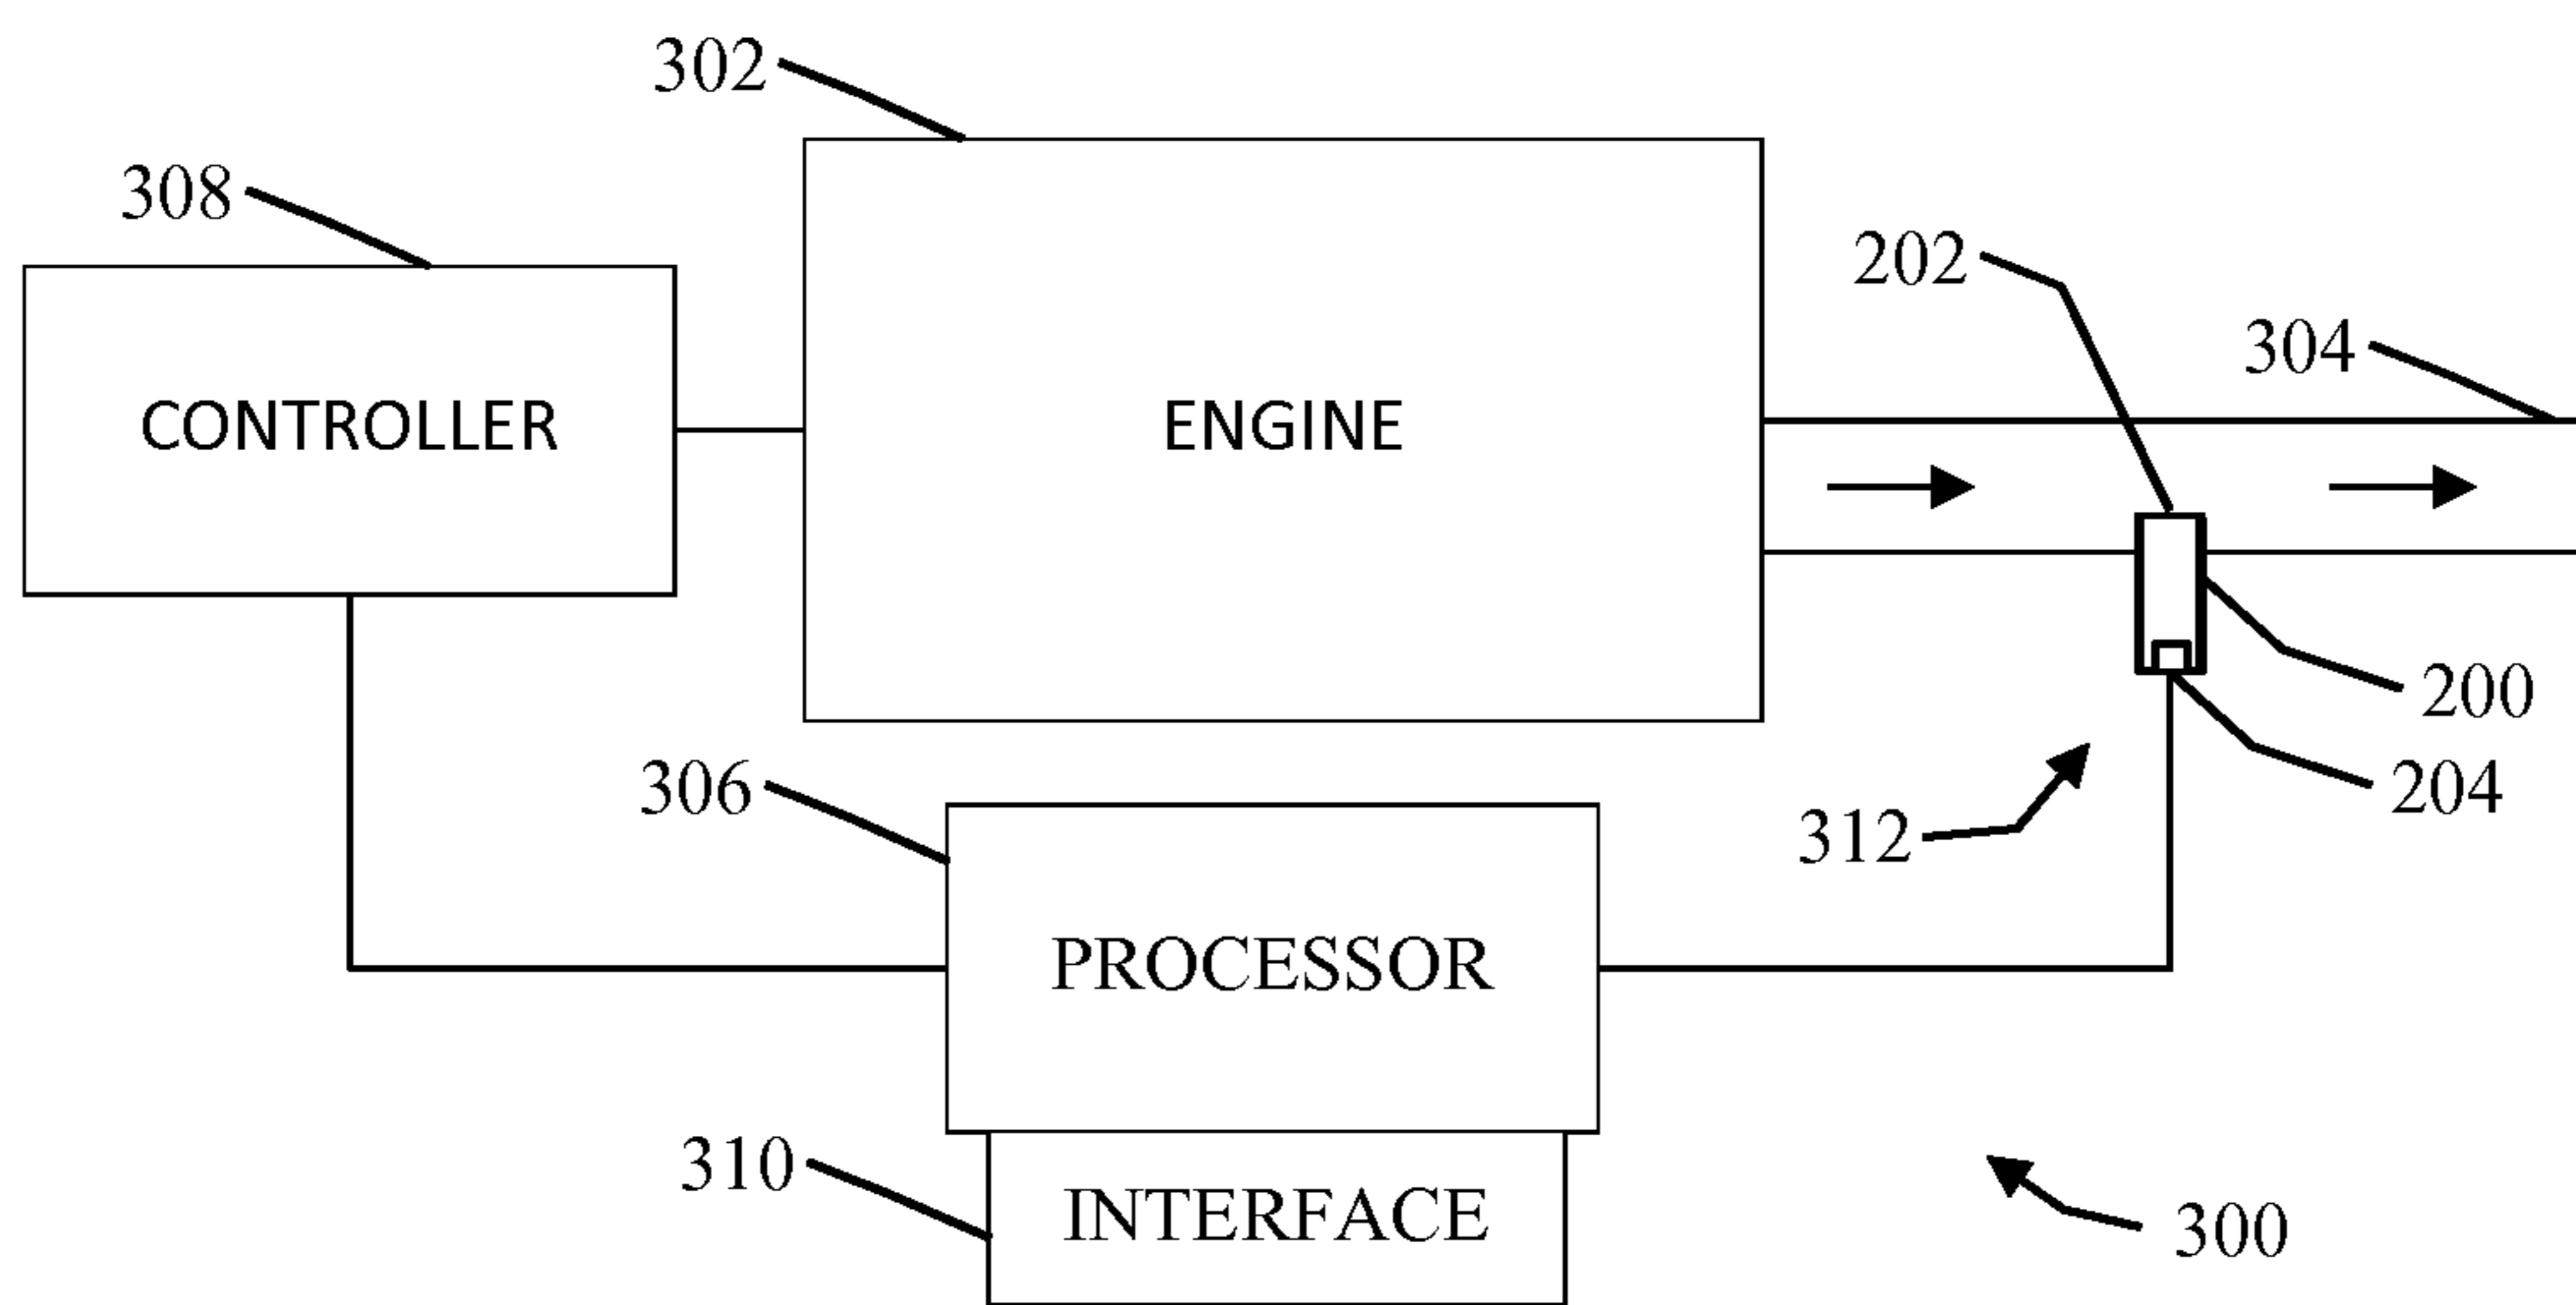 302
308
202
304
CONTROLLER
ENGINE
200
306
204
312
PROCESSOR
310
INTERFACE
300